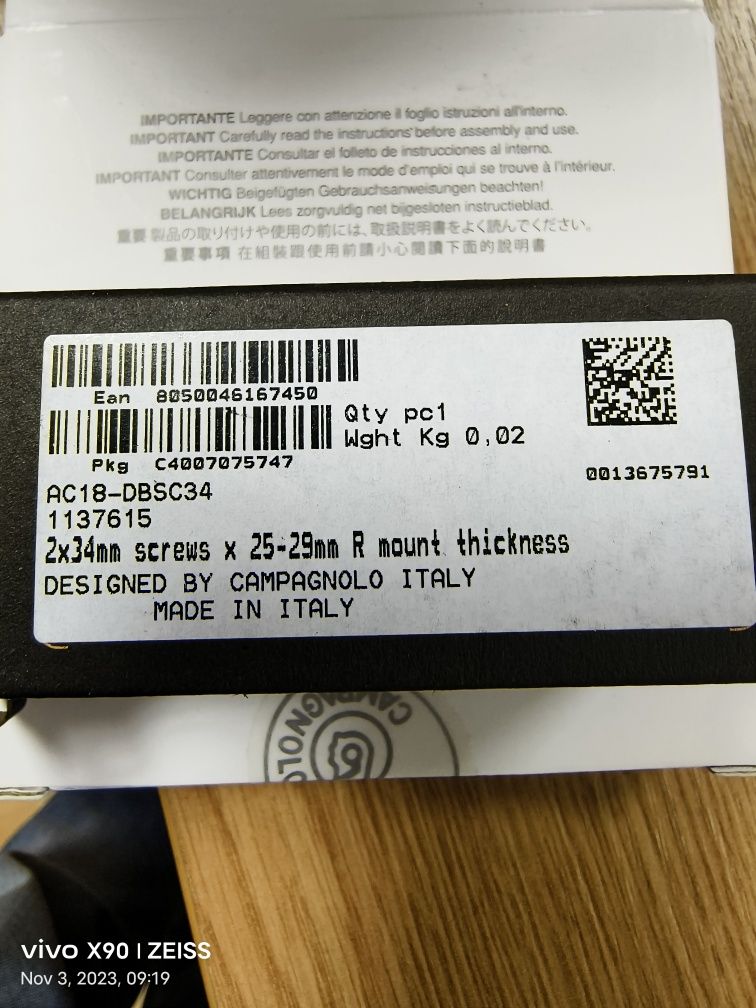 IMPORTANTE Leggere con attenzione il foglio istruzioni all'interno.
IMPORTANT Carefully read the instructions before assembly and use.
IMPORTANTE Consultar el folleto de instrucciones al interno.
IMPORTANT Consulter attentivement le mode d'emploi qui se trouve à l'intérieur.
WICHTIG Beigefügten Gebrauchsanweisungen beachten!
BELANGRIJK Lees zorgvuldig net bijgesloten instructieblad.
重要 製品の取り付けや使用の前には、取扱説明書をよく読んでください。
重要事項 在組裝跟使用前請小心閱讀下面的說明書
Ean 8050046167450
Qty pc1
Wght Kg 0,02
Pkg C4007075747
0013675791
AC18-DBSC34
1137615
2x34mm screws x 25-29mm R mount thickness
DESIGNED BY CAMPAGNOLO ITALY
MADE IN ITALY
CAMPAGNOLO
vivo X90 | ZEISS
Nov 3, 2023, 09:19